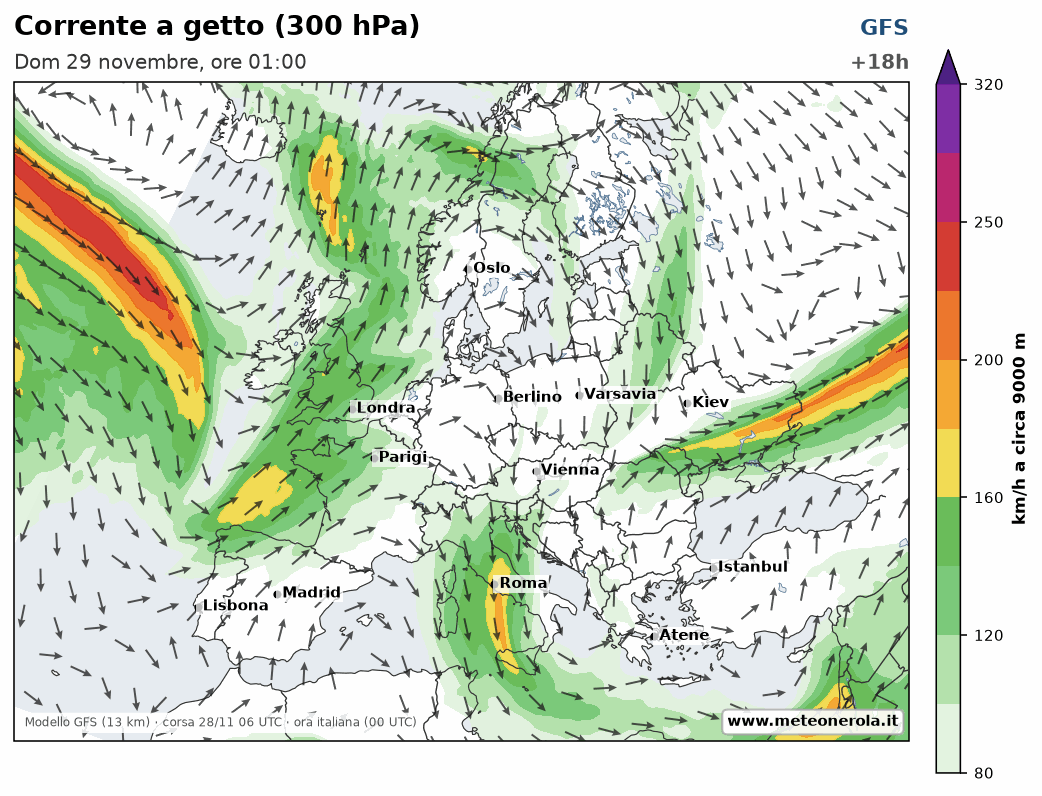 Corrente a getto (300 hPa)
GFS
Dom 29 novembre, ore 01:00
+18h
320
250
200
160
120
80
km/h a circa 9000 m
Oslo
Berlino
Varsavia
Kiev
Londra
Parigi
Vienna
Istanbul
Roma
Madrid
Lisbona
Atene
Modello GFS (13 km) · corsa 28/11 06 UTC · ora italiana (00 UTC)
www.meteonerola.it